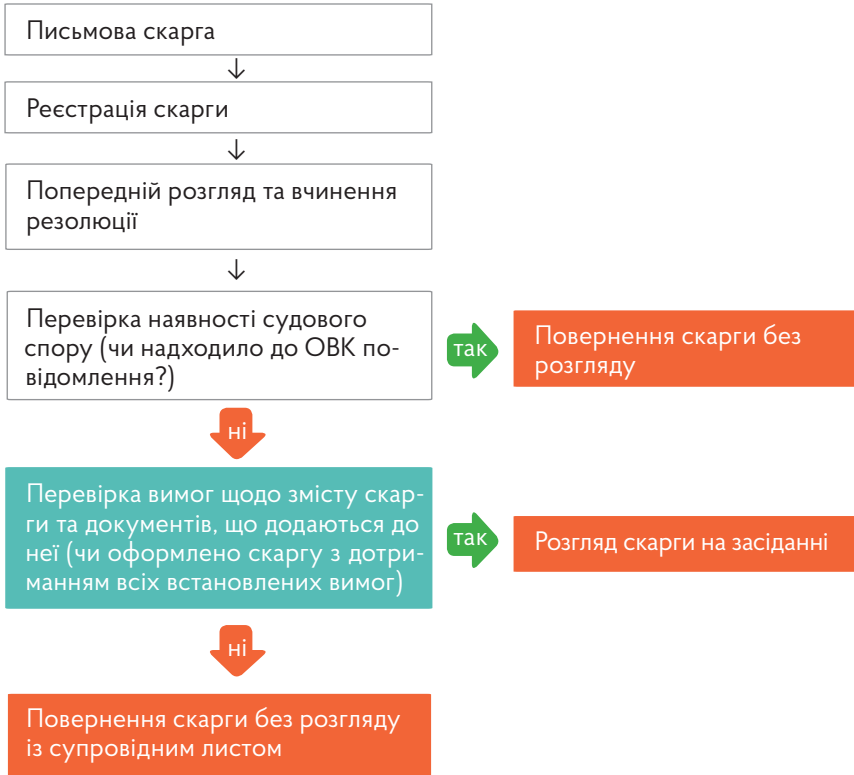 Письмова скарга
Реєстрація скарги
Попередній розгляд та вчинення
резолюції
Перевірка наявності судового
спору (чи надходило до ОВК по-
відомлення?)
так
Повернення скарги без
розгляду
ні
Перевірка вимог щодо змісту скар-
ги та документів, що додаються до
неї (чи оформлено скаргу з дотри-
манням всіх встановлених вимог)
так
Розгляд скарги на засіданні
ні
Повернення скарги без розгляду
із супровідним листом